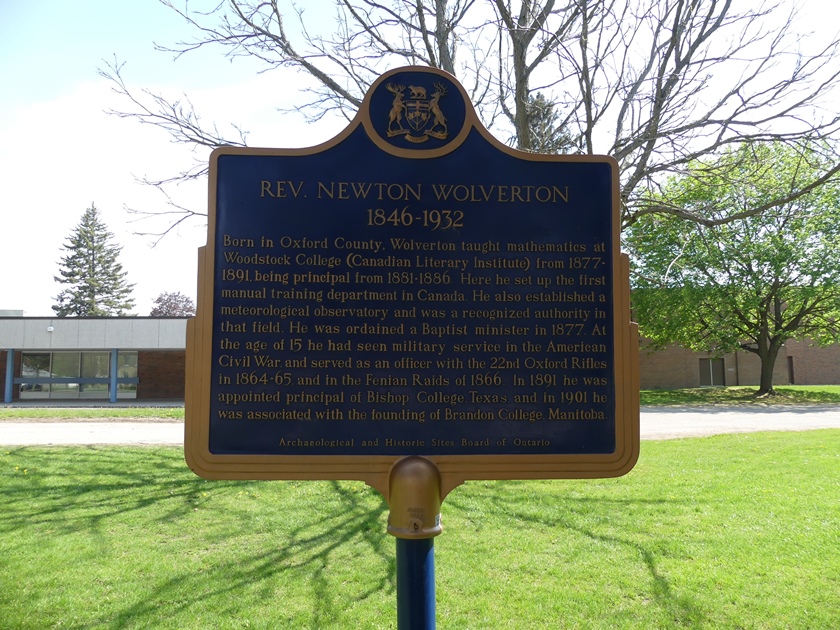 REV. NEWTON WOLVERTON
1846-1932
Born in Oxford County, Wolverton taught mathematics at
Woodstock College (Canadian Literary Institute) from 1877-
1891, being principal from 1881-1886. Here he set up the first
manual training department in Canada. He also established a
meteorological observatory and was a recognized authority in
that field. He was ordained a Baptist minister in 1877. At
the age of 15 he had seen military service in the American
Civil War, and served as an officer with the 22nd Oxford Rifles
in 1864-65, and in the Fenian Raids of 1866. In 1891 he was
appointed principal of Bishop College, Texas, and in 1901 he
was associated with the founding of Brandon College, Manitoba.
Archaeological and Historic Sites Board of Ontario